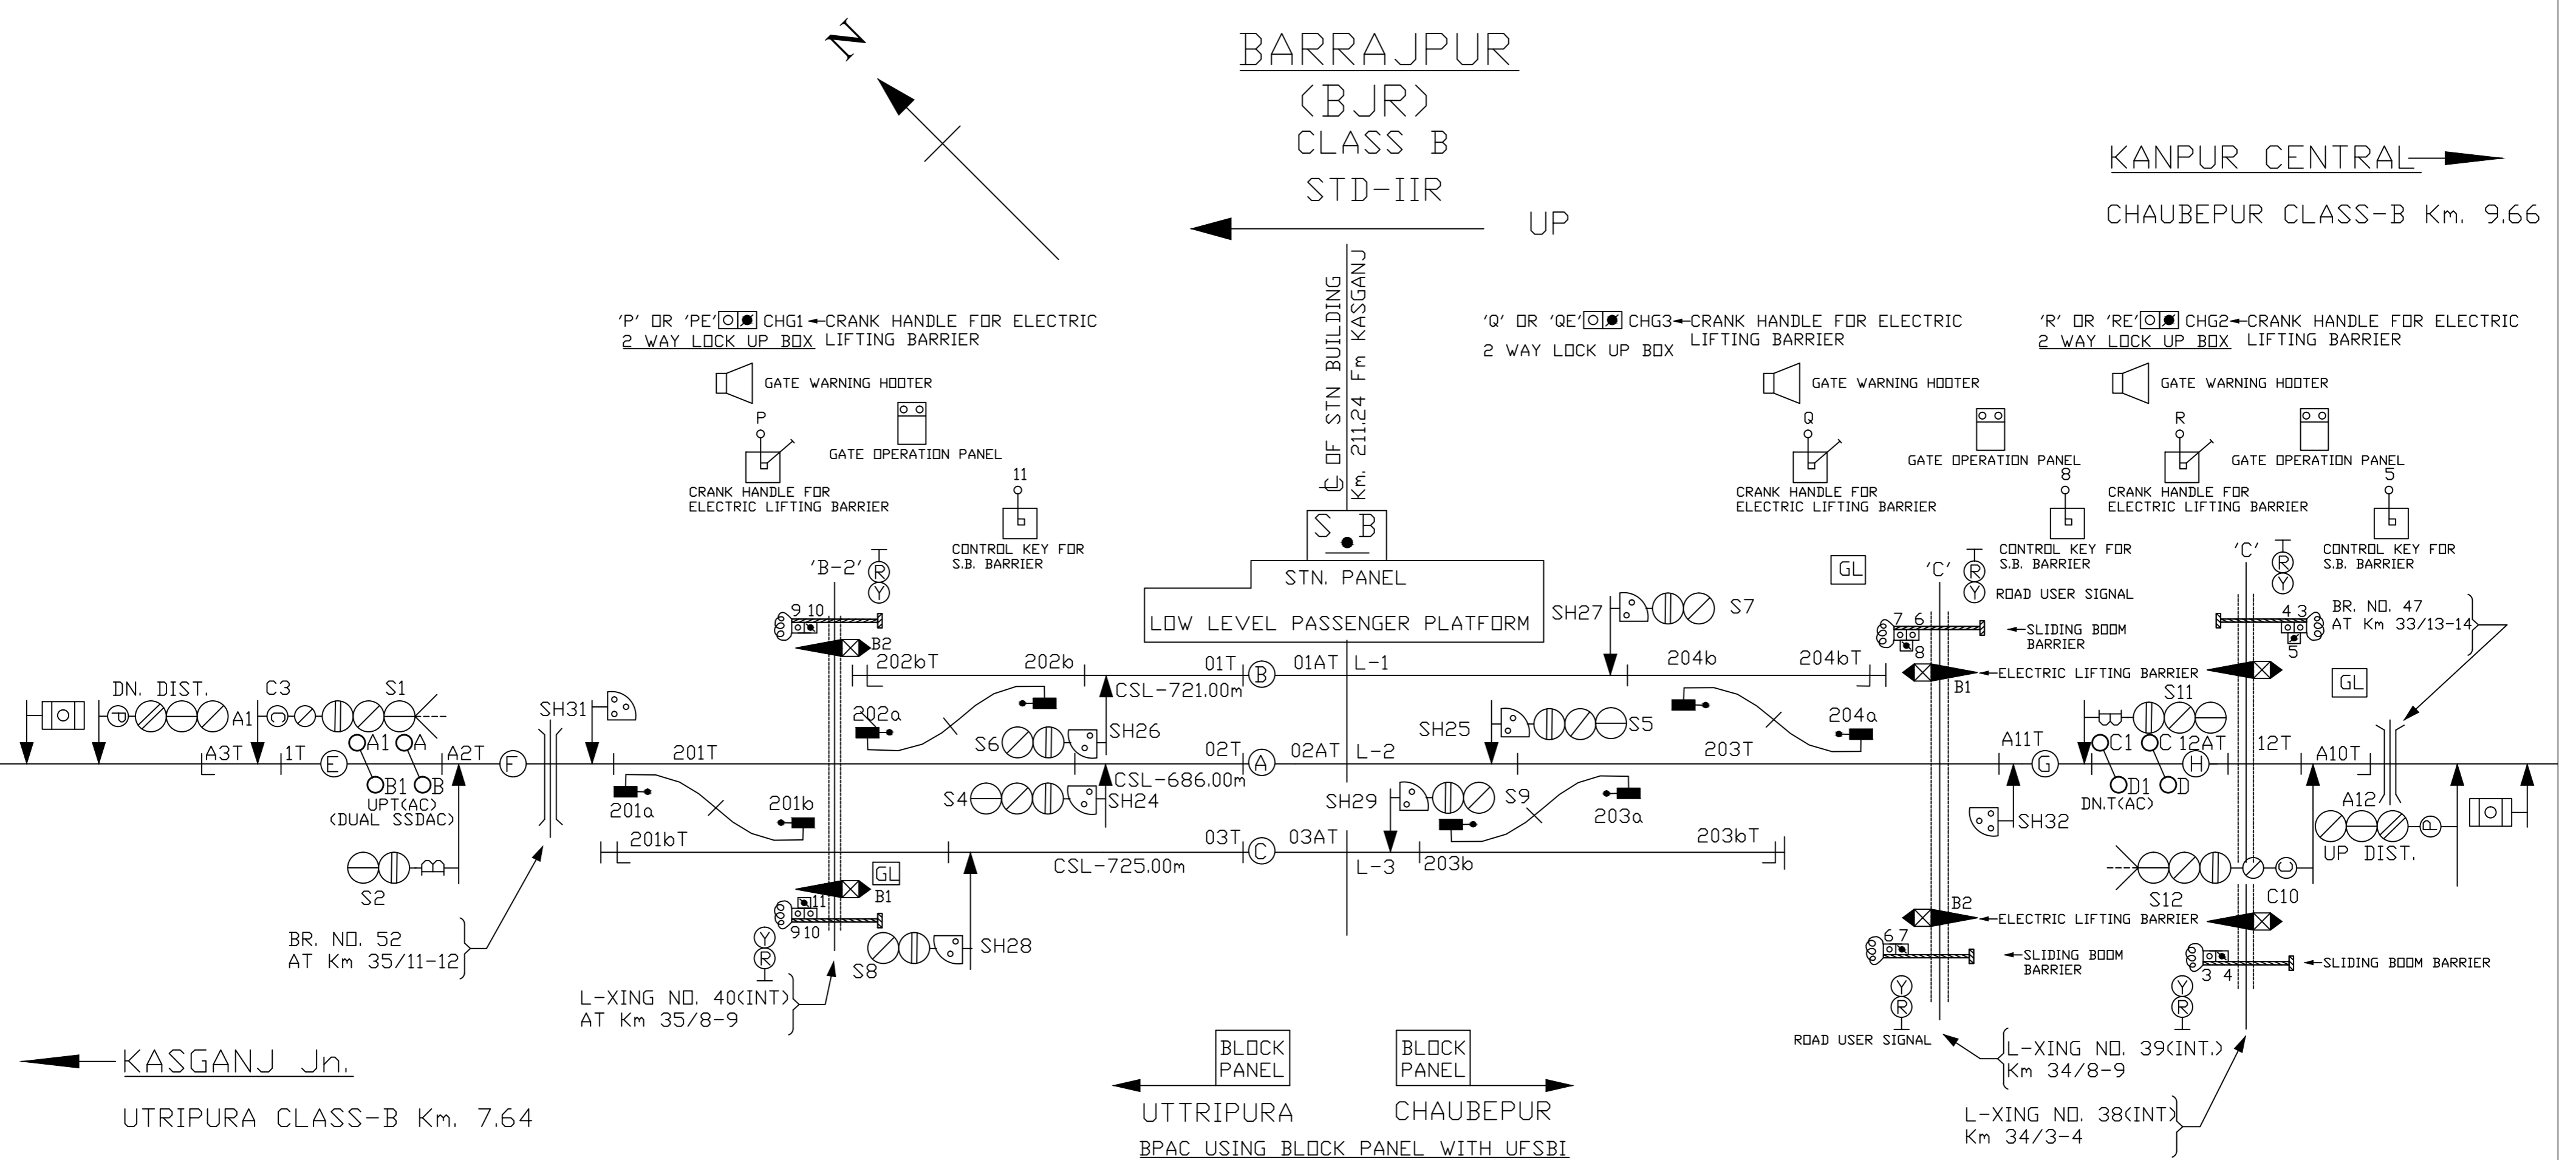 N
BARRAJPUR
(BJR)
CLASS B
STD-IIR
UP
KANPUR CENTRAL
CHAUBEPUR CLASS-B Km. 9.66
℄ OF STN BUILDING
Km. 211.24 Fm KASGANJ
'P' OR 'PE' CHG1 CRANK HANDLE FOR ELECTRIC
2 WAY LOCK UP BOX LIFTING BARRIER
GATE WARNING HOOTER
P
GATE OPERATION PANEL
CRANK HANDLE FOR
ELECTRIC LIFTING BARRIER
11
CONTROL KEY FOR
S.B. BARRIER
'Q' OR 'QE' CHG3 CRANK HANDLE FOR ELECTRIC
2 WAY LOCK UP BOX LIFTING BARRIER
GATE WARNING HOOTER
Q
GATE OPERATION PANEL
CRANK HANDLE FOR
ELECTRIC LIFTING BARRIER
8
CONTROL KEY FOR
S.B. BARRIER
'R' OR 'RE' CHG2 CRANK HANDLE FOR ELECTRIC
2 WAY LOCK UP BOX LIFTING BARRIER
GATE WARNING HOOTER
R
GATE OPERATION PANEL
CRANK HANDLE FOR
ELECTRIC LIFTING BARRIER
5
CONTROL KEY FOR
S.B. BARRIER
S B
STN. PANEL
LOW LEVEL PASSENGER PLATFORM
'B-2'
R
Y
9 10
B2
SH27 S7
GL
'C'
R
Y ROAD USER SIGNAL
7 6
8
SLIDING BOOM
BARRIER
'C'
R
Y
4 3
5
BR. NO. 47
AT Km 33/13-14
GL
202bT 202b 01T B 01AT L-1 204b 204bT
CSL-721.00m
B1
ELECTRIC LIFTING BARRIER
DN. DIST. C3 S1
P A1 C
SH31
202a
S6 SH26
SH25 S5
204a
S11
B
A1 A
C1 C
A3T 1T E A2T F 201T 02T A 02AT L-2 203T A11T G 12AT H 12T A10T
CSL-686.00m
B1 B
UPT(AC)
(DUAL SSDAC)
201a 201b
S4 SH24
SH29 S9
203a
D1 D
DN.T(AC)
SH32
A12
P
UP DIST.
201bT 03T C 03AT L-3 203b 203bT
CSL-725.00m
B
S2
GL
B1
11
9 10
Y
R
S8 SH28
S12 C C10
B2
ELECTRIC LIFTING BARRIER
6 7
SLIDING BOOM
BARRIER
3 4
SLIDING BOOM BARRIER
Y
R
ROAD USER SIGNAL
Y
R
BR. NO. 52
AT Km 35/11-12
L-XING NO. 40(INT)
AT Km 35/8-9
L-XING NO. 39(INT.)
Km 34/8-9
L-XING NO. 38(INT)
Km 34/3-4
KASGANJ Jn.
UTRIPURA CLASS-B Km. 7.64
BLOCK
PANEL
UTTRIPURA
BLOCK
PANEL
CHAUBEPUR
BPAC USING BLOCK PANEL WITH UFSBI